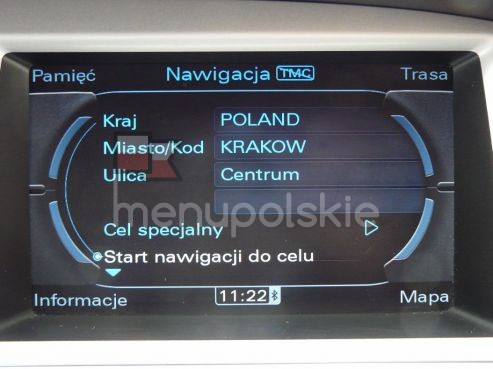 Pamięć Nawigacja TMC Trasa
Kraj POLAND
Miasto/Kod KRAKOW
Ulica Centrum
menupolskie
Cel specjalny
Start nawigacji do celu
Informacje 11:22 Mapa